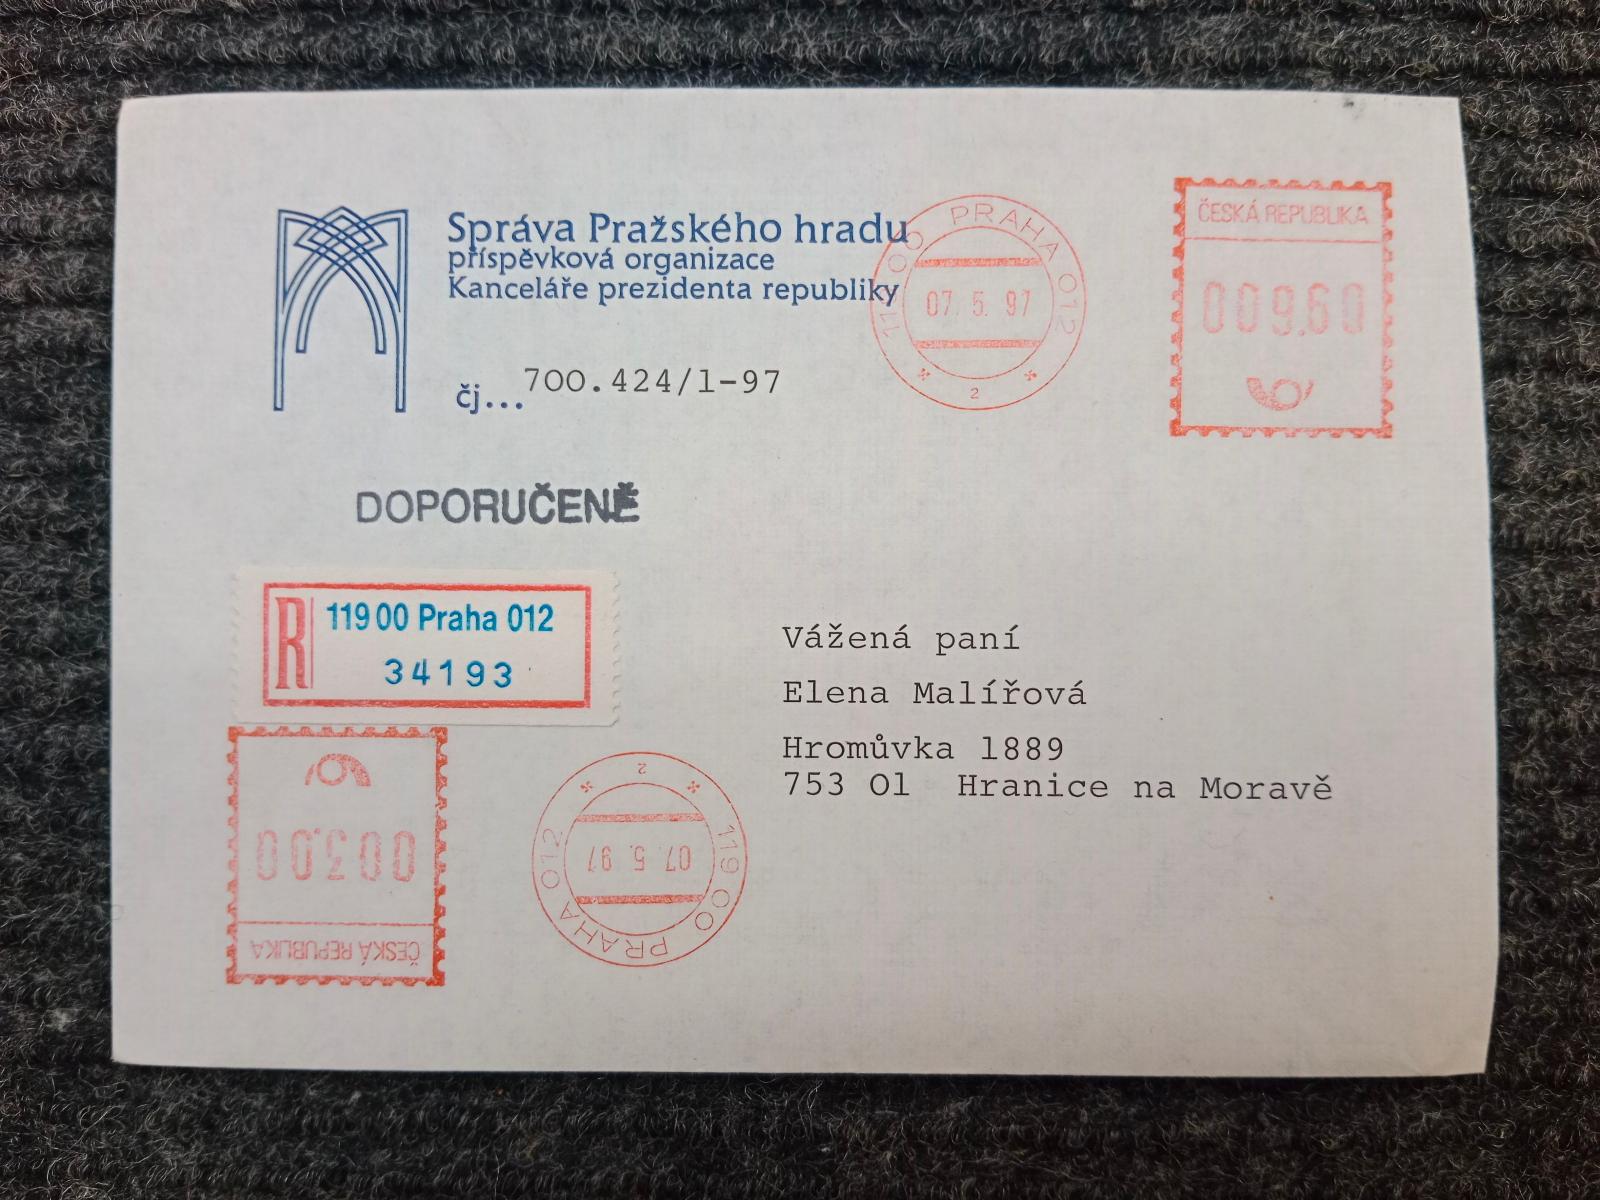 Správa Pražského hradu
příspěvková organizace
Kanceláře prezidenta republiky
čj... 700.424/1-97
119 00 PRAHA 012
07. 5. 97
2
ČESKÁ REPUBLIKA
009.60
DOPORUČENĚ
R 119 00 Praha 012
34193
Vážená paní
Elena Malířová
Hromůvka 1889
753 01 Hranice na Moravě
ČESKÁ REPUBLIKA
003.00
119 00 PRAHA 012
07. 5. 97
2